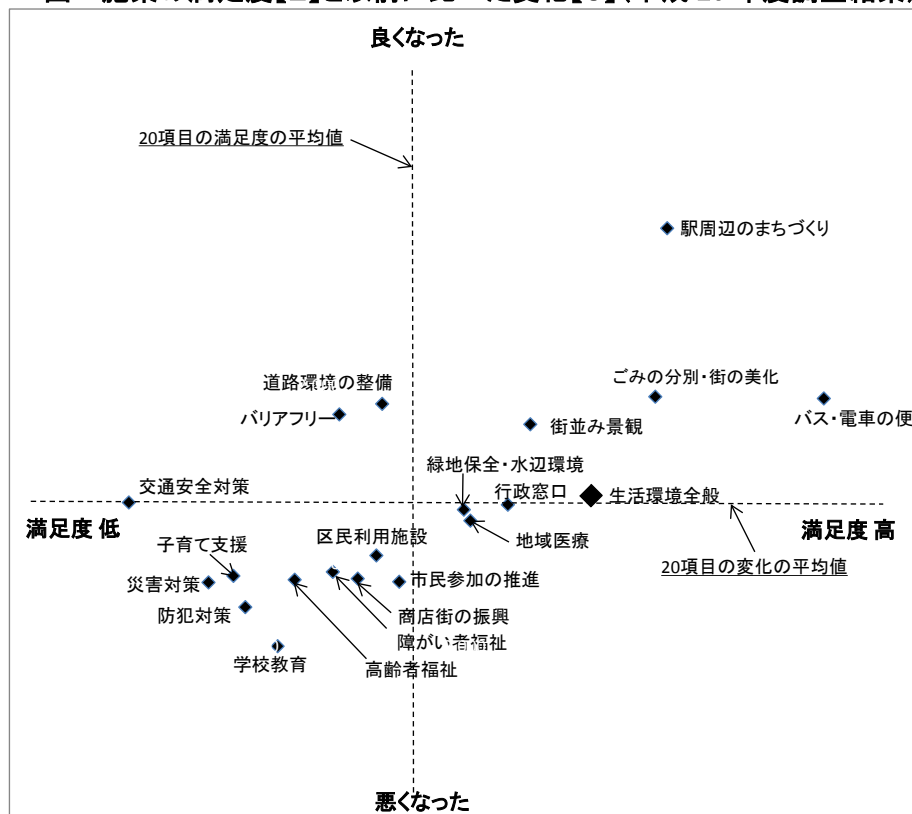 良くなった
20項目の満足度の平均値
駅周辺のまちづくり
道路環境の整備
ごみの分別・街の美化
バリアフリー
バス・電車の便
街並み景観
緑地保全・水辺環境
交通安全対策
行政窓口
生活環境全般
満足度 低
満足度 高
区民利用施設
地域医療
子育て支援
20項目の変化の平均値
災害対策
市民参加の推進
防犯対策
商店街の振興
障がい者福祉
学校教育
高齢者福祉
悪くなった